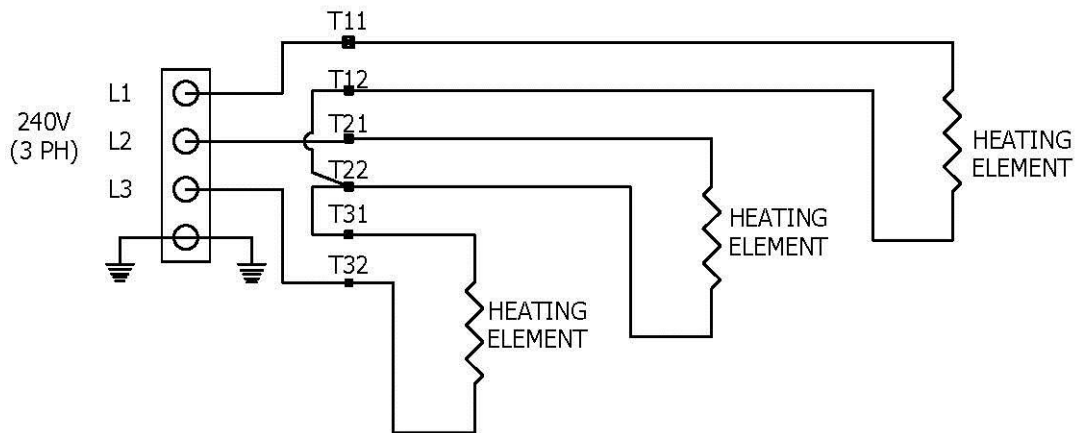 T11
L1
T12
240V
(3 PH)
L2
T21
HEATING
ELEMENT
L3
T22
T31
HEATING
ELEMENT
T32
HEATING
ELEMENT